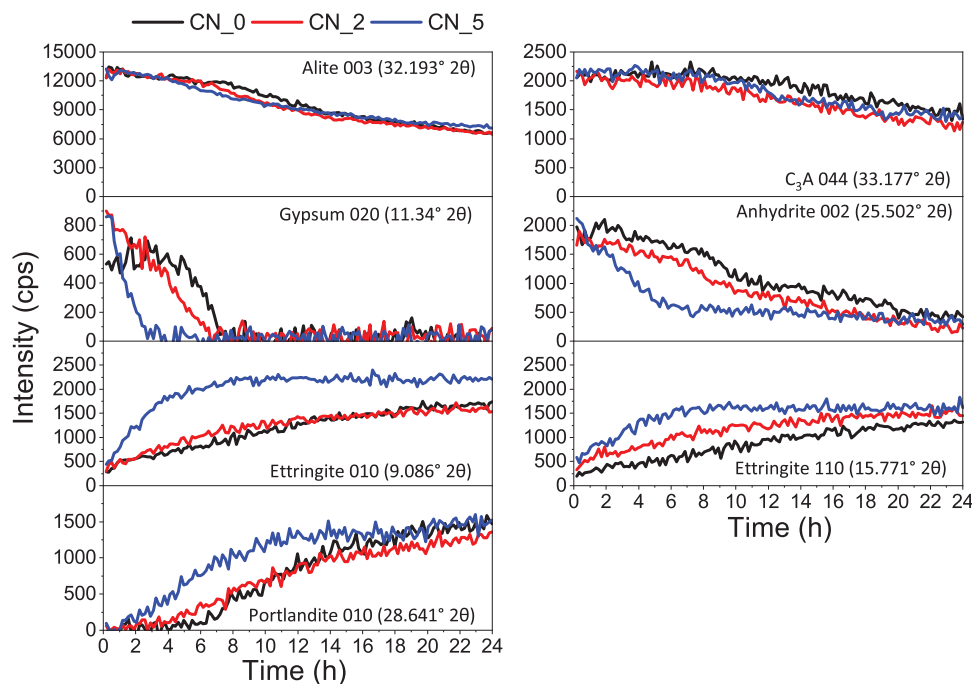 CN_0 CN_2 CN_5
Intensity (cps)
15000
12000
9000
6000
3000
0
Alite 003 (32.193° 2θ)
800
600
400
200
0
Gypsum 020 (11.34° 2θ)
2500
2000
1500
1000
500
0
Ettringite 010 (9.086° 2θ)
1500
1000
500
0
Portlandite 010 (28.641° 2θ)
0 2 4 6 8 10 12 14 16 18 20 22 24
Time (h)
2500
2000
1500
1000
500
0
C₃A 044 (33.177° 2θ)
2000
1500
1000
500
0
Anhydrite 002 (25.502° 2θ)
2500
2000
1500
1000
500
0
Ettringite 110 (15.771° 2θ)
0 2 4 6 8 10 12 14 16 18 20 22 24
Time (h)